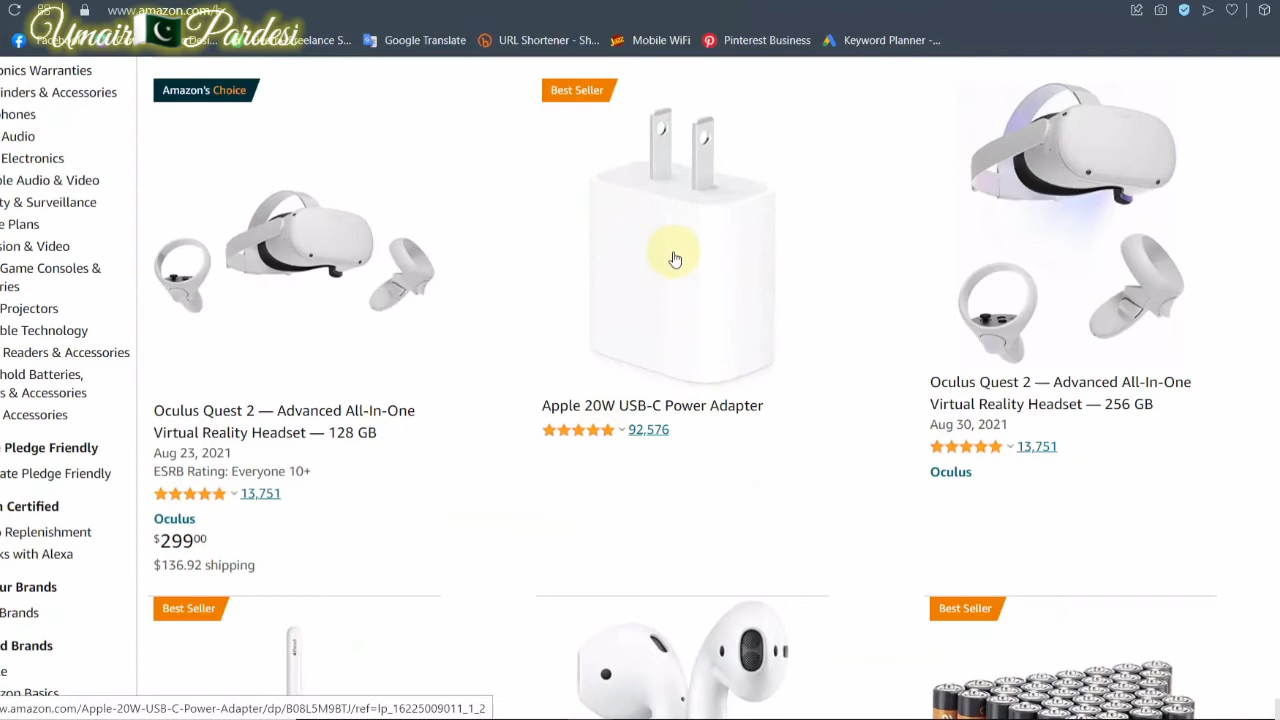 www.amazon.com/
Umair Pardesi
Freelance S...
Google Translate
URL Shortener - Sh...
Mobile WiFi
Pinterest Business
Keyword Planner -...
onics Warranties
inders & Accessories
phones
Audio
Electronics
le Audio & Video
ty & Surveillance
e Plans
sion & Video
Game Consoles &
ries
Projectors
ble Technology
Readers & Accessories
hold Batteries,
s & Accessories
Accessories
Pledge Friendly
ate Pledge Friendly
n Certified
o Replenishment
ks with Alexa
ur Brands
Brands
d Brands
e
zon Basics
Amazon's Choice
Oculus Quest 2 — Advanced All-In-One
Virtual Reality Headset — 128 GB
Aug 23, 2021
ESRB Rating: Everyone 10+
13,751
Oculus
$29900
$136.92 shipping
Best Seller
Apple 20W USB-C Power Adapter
92,576
Oculus Quest 2 — Advanced All-In-One
Virtual Reality Headset — 256 GB
Aug 30, 2021
13,751
Oculus
Best Seller
Best Seller
w.amazon.com/Apple-20W-USB-C-Power-Adapter/dp/B08L5M9BTJ/ref=lp_16225009011_1_2